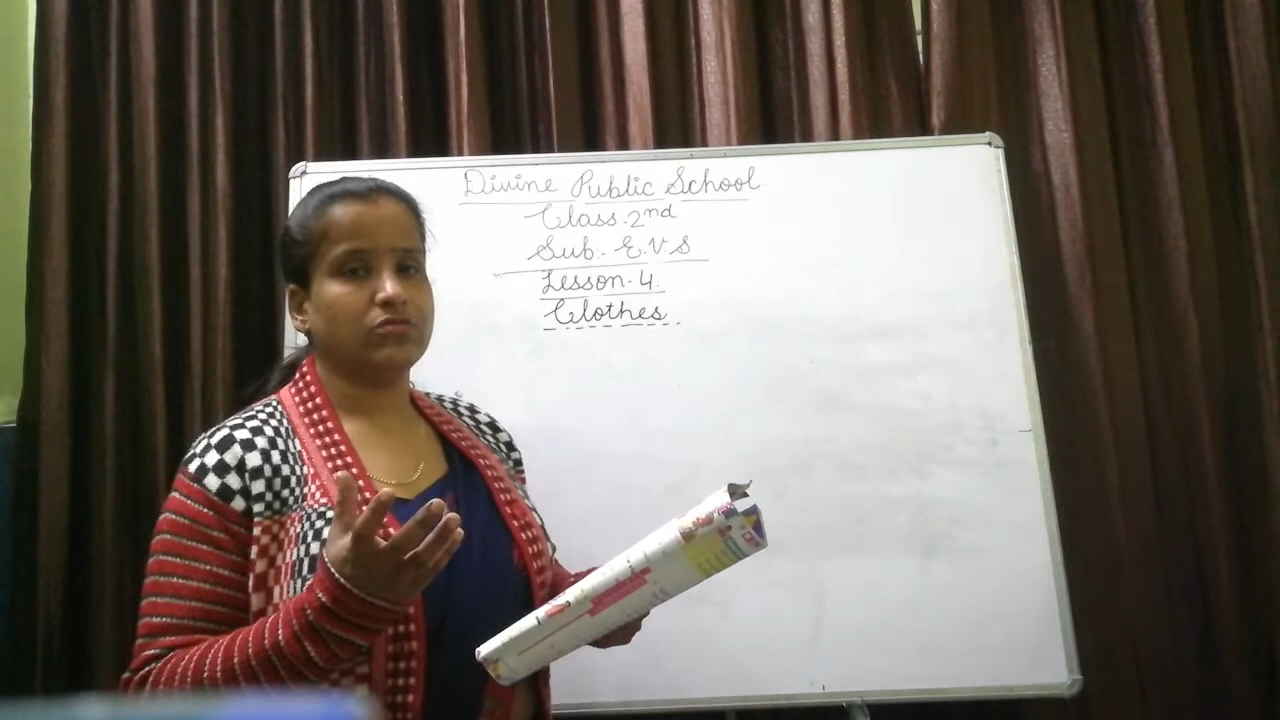 Divine Public School
Class. 2nd
Sub.- E.V.S
Lesson-4.
Clothes